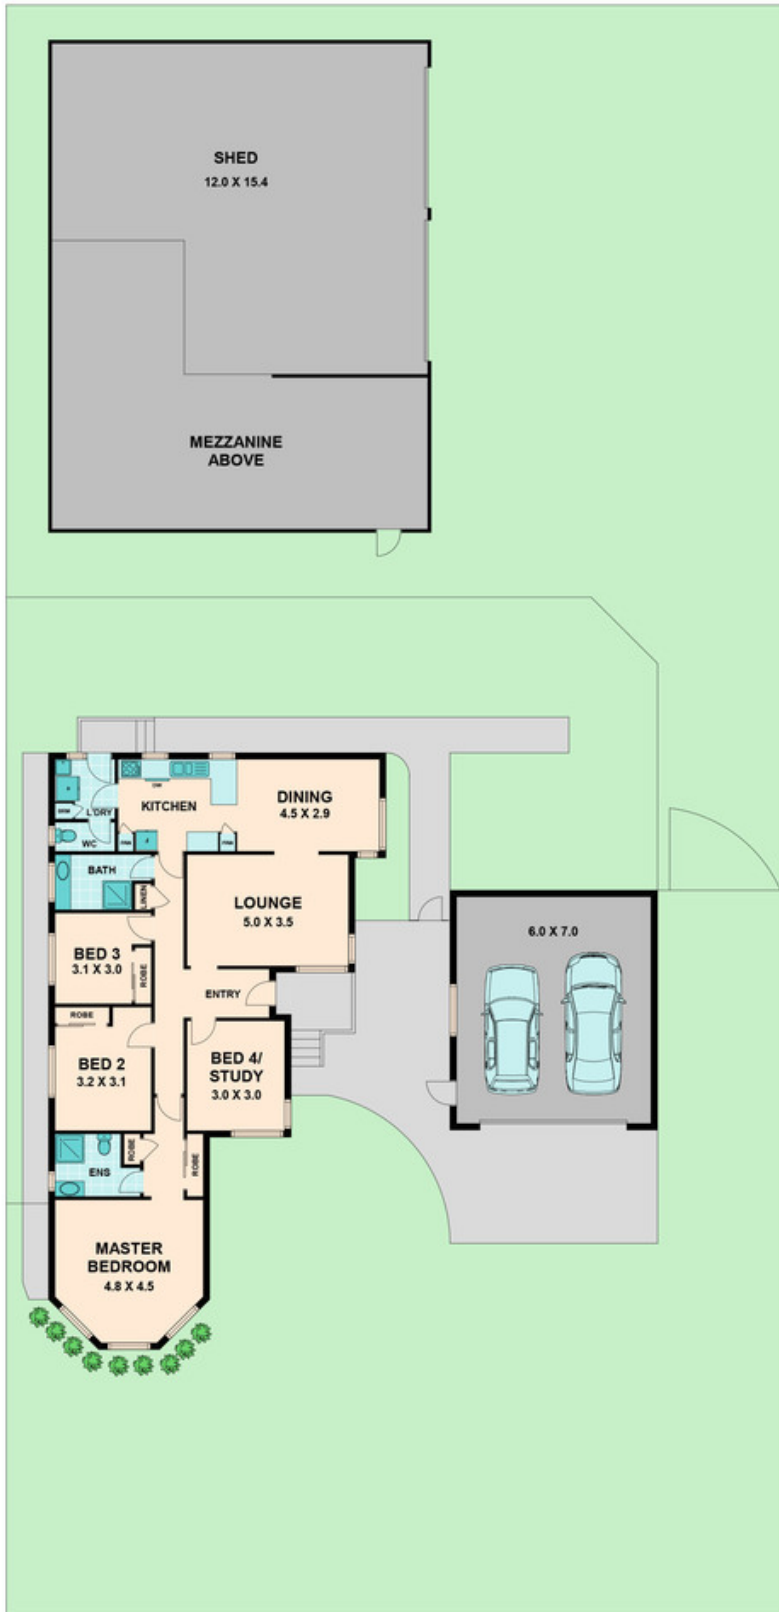 SHED
12.0 X 15.4
MEZZANINE
ABOVE
KITCHEN
DW
DINING
4.5 X 2.9
L'DRY
WC
BATH
LINEN
LOUNGE
5.0 X 3.5
6.0 X 7.0
BED 3
3.1 X 3.0
ROBE
ENTRY
ROBE
BED 2
3.2 X 3.1
BED 4/
STUDY
3.0 X 3.0
ROBE
ROBE
ENS
MASTER
BEDROOM
4.8 X 4.5